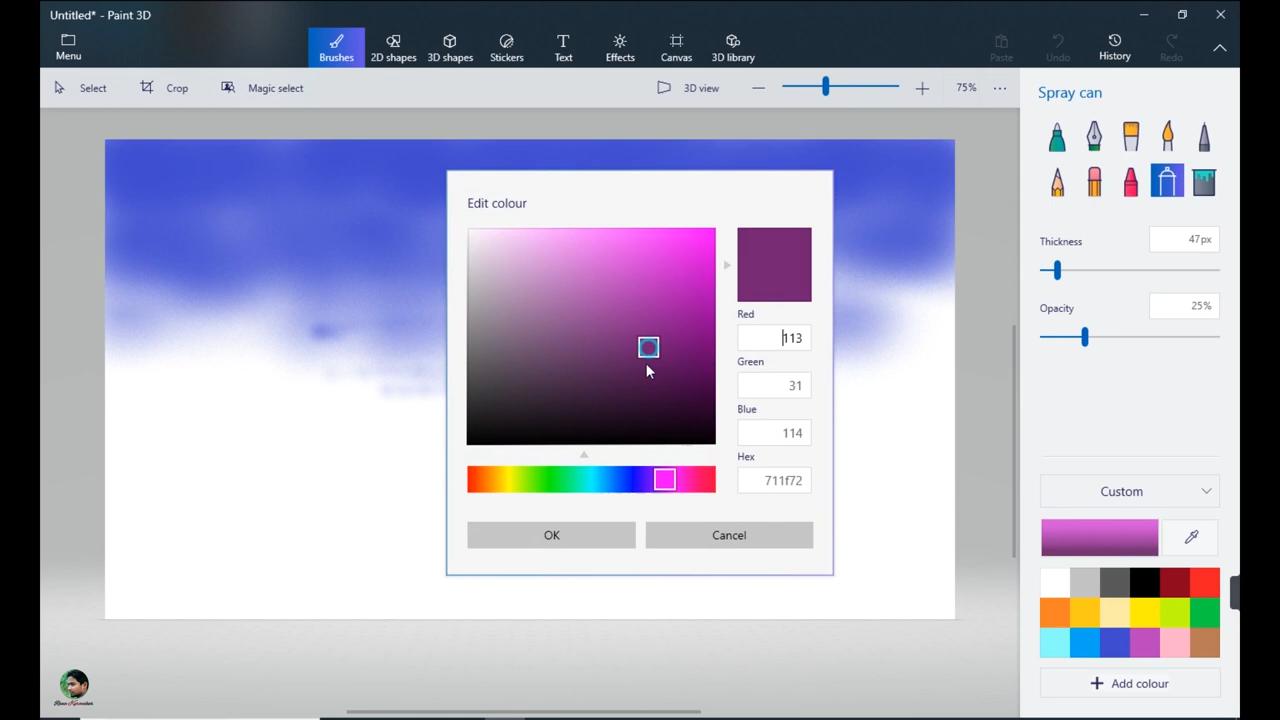 Untitled* - Paint 3D
Menu
Brushes
2D shapes
3D shapes
Stickers
Text
Effects
Canvas
3D library
Paste
Undo
History
Redo
Select
Crop
Magic select
3D view
75%
Spray can
Thickness
47px
Opacity
25%
Edit colour
Red
113
Green
31
Blue
114
Hex
711f72
OK
Cancel
Custom
Add colour